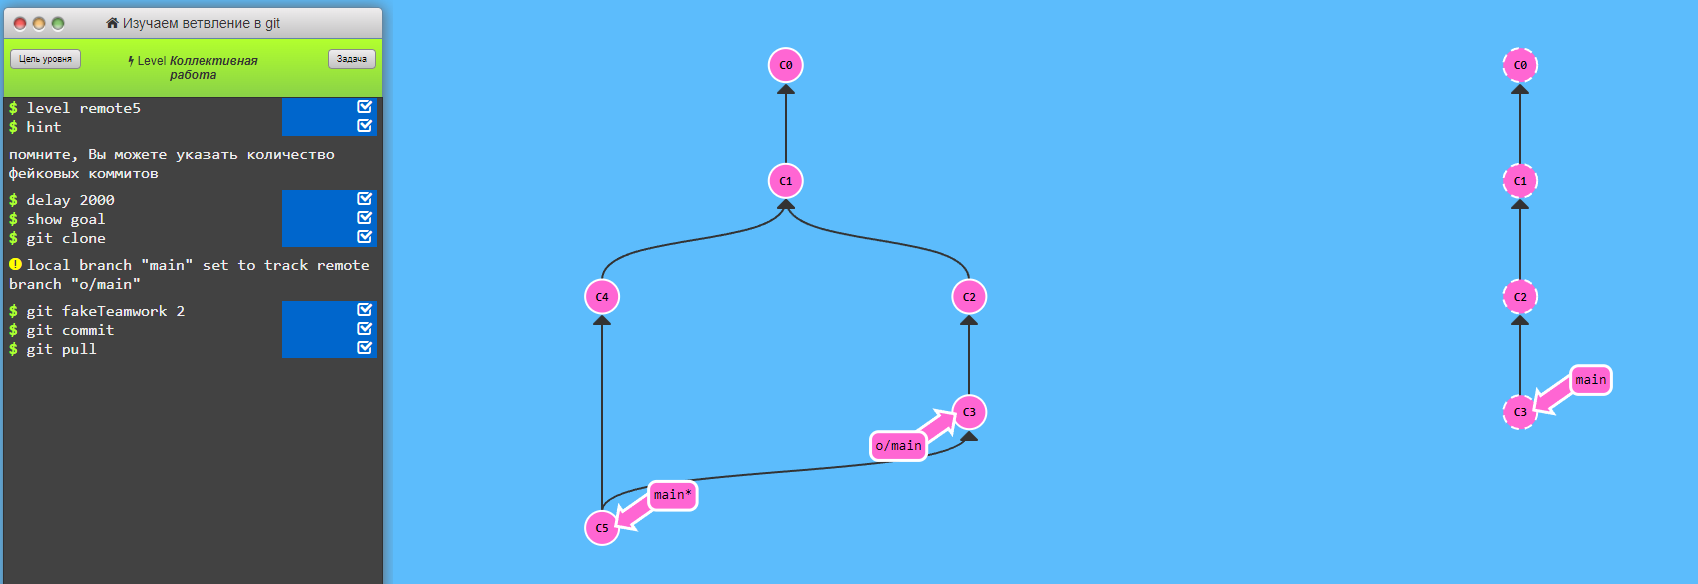 Изучаем ветвление в git
Цель уровня
Level Коллективная
работа
Задача
$ level remote5
$ hint
помните, Вы можете указать количество
фейковых коммитов
$ delay 2000
$ show goal
$ git clone
local branch "main" set to track remote
branch "o/main"
$ git fakeTeamwork 2
$ git commit
$ git pull
C0
C1
C4
C2
C3
o/main
main*
C5
C0
C1
C2
main
C3